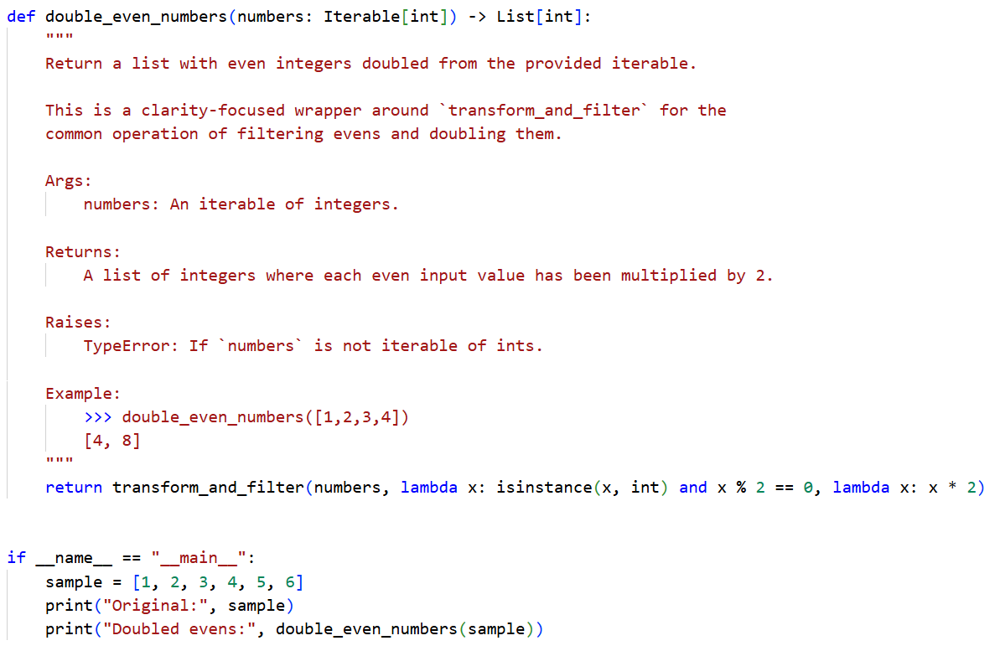 def double_even_numbers(numbers: Iterable[int]) -> List[int]:
    """
    Return a list with even integers doubled from the provided iterable.

    This is a clarity-focused wrapper around `transform_and_filter` for the
    common operation of filtering evens and doubling them.

    Args:
        numbers: An iterable of integers.

    Returns:
        A list of integers where each even input value has been multiplied by 2.

    Raises:
        TypeError: If `numbers` is not iterable of ints.

    Example:
        >>> double_even_numbers([1,2,3,4])
        [4, 8]
    """
    return transform_and_filter(numbers, lambda x: isinstance(x, int) and x % 2 == 0, lambda x: x * 2)


if __name__ == "__main__":
    sample = [1, 2, 3, 4, 5, 6]
    print("Original:", sample)
    print("Doubled evens:", double_even_numbers(sample))